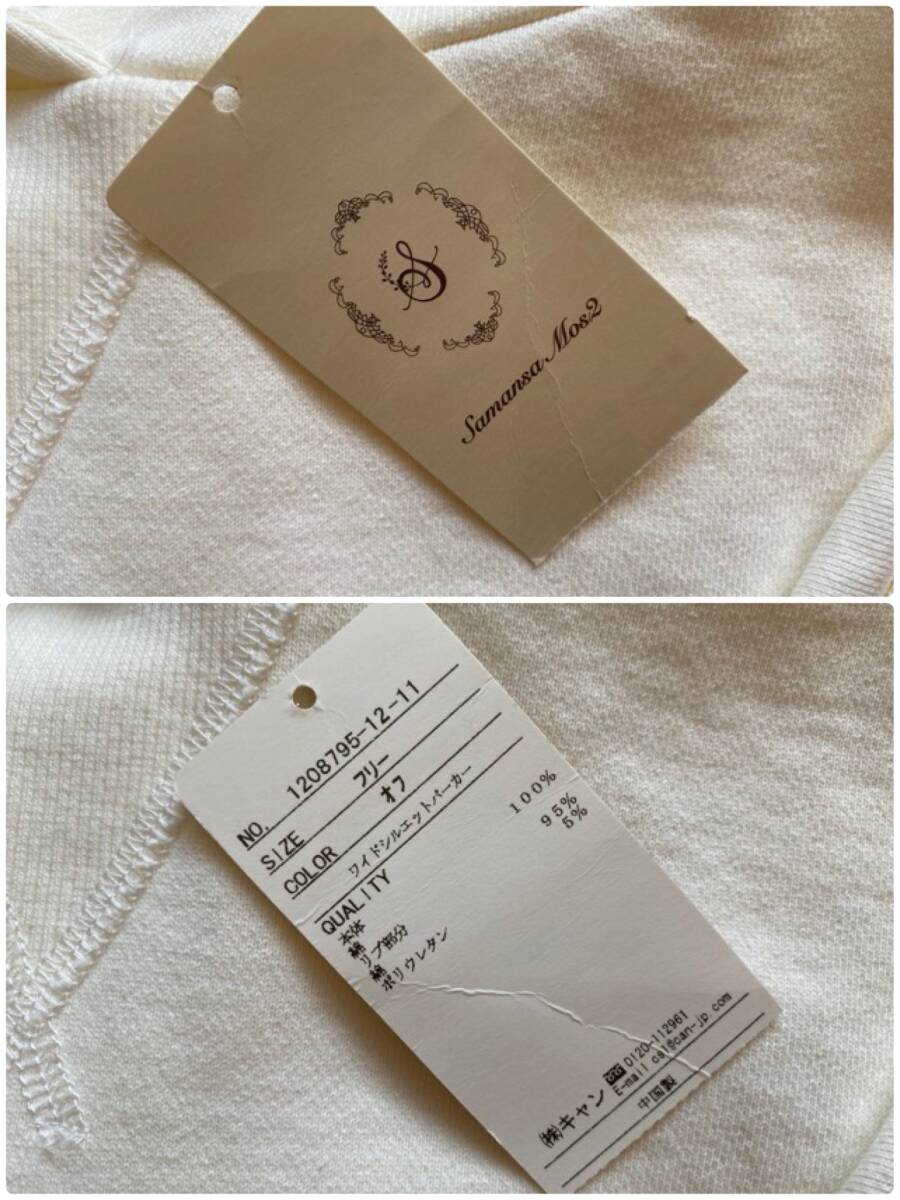 S
Samansa Mos2
NO. 1208795-12-11
SIZE フリー
COLOR オフ
ワイドシルエットパーカー
QUALITY
本体
綿 100%
リブ部分
綿 95%
ポリウレタン 5%
㈱キャン 0120-112961
E-mail cs1@can-jp.com
中国製